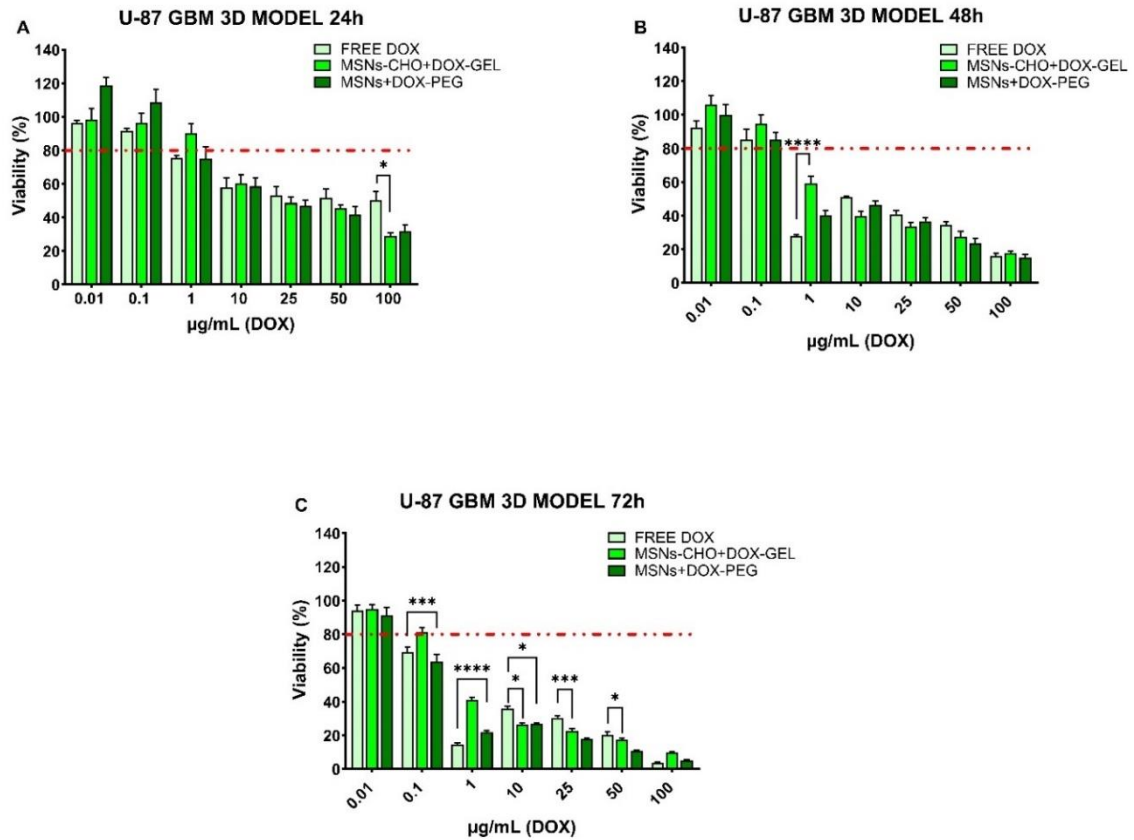 A
U-87 GBM 3D MODEL 24h
FREE DOX
MSNs-CHO+DOX-GEL
MSNs+DOX-PEG
Viability (%)
140
120
100
80
60
40
20
0
*
0.01 0.1 1 10 25 50 100
µg/mL (DOX)
B
U-87 GBM 3D MODEL 48h
FREE DOX
MSNs-CHO+DOX-GEL
MSNs+DOX-PEG
Viability (%)
140
120
100
80
60
40
20
0
****
0.01 0.1 1 10 25 50 100
µg/mL (DOX)
C
U-87 GBM 3D MODEL 72h
FREE DOX
MSNs-CHO+DOX-GEL
MSNs+DOX-PEG
Viability (%)
140
120
100
80
60
40
20
0
***
****
*
*
***
*
0.01 0.1 1 10 25 50 100
µg/mL (DOX)